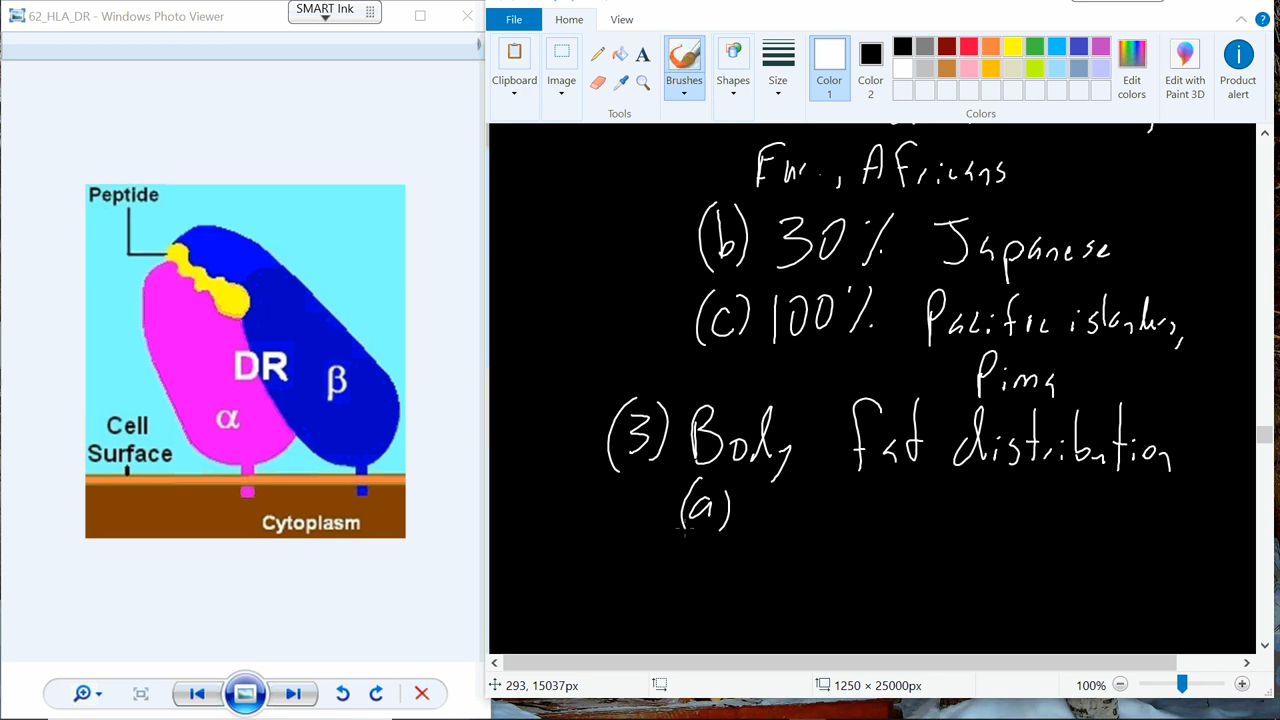 62_HLA_DR - Windows Photo Viewer
SMART Ink
Peptide
DR
α
β
Cell
Surface
Cytoplasm
File
Home
View
Clipboard
Image
Tools
Brushes
Shapes
Size
Color
1
Color
2
Edit
colors
Colors
Edit with
Paint 3D
Product
alert
Africans
(b) 30% Japanese
(c) 100% Pacific islanders,
Pima
(3) Body fat distribution
(a)
293, 15037px
1250 × 25000px
100%